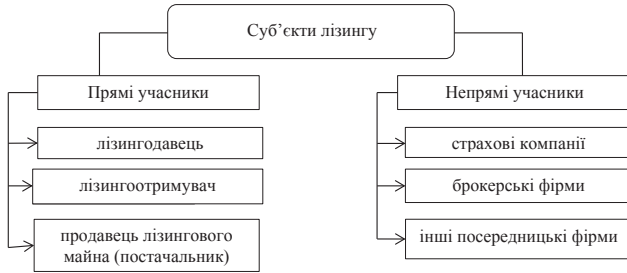 Суб’єкти лізингу
Прямі учасники
лізингодавець
лізингоотримувач
продавець лізингового
майна (постачальник)
Непрямі учасники
страхові компанії
брокерські фірми
інші посередницькі фірми